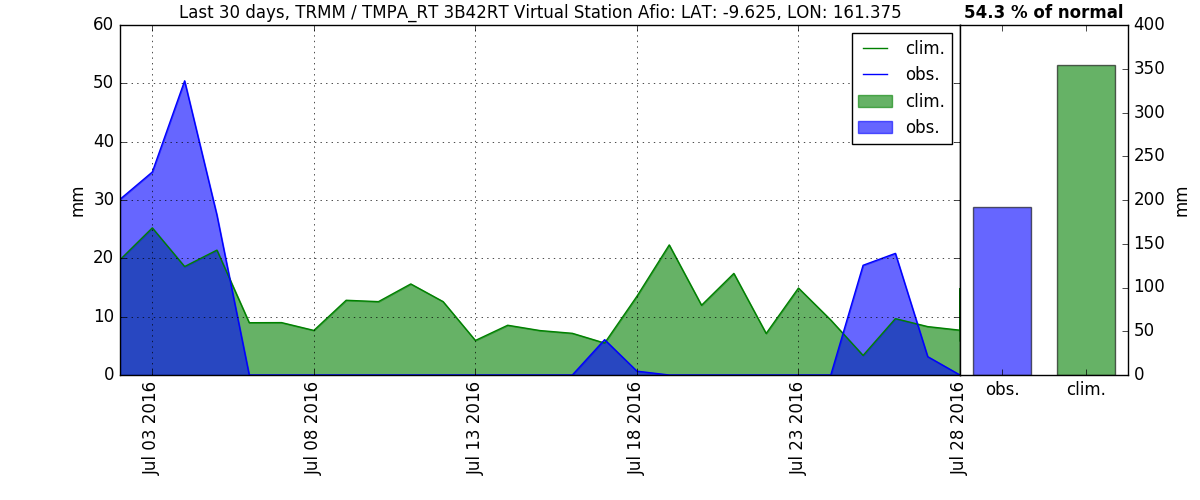 Last 30 days, TRMM / TMPA_RT 3B42RT Virtual Station Afio: LAT: -9.625, LON: 161.375
54.3 % of normal
60
50
40
30
20
10
0
mm
clim.
obs.
clim.
obs.
400
350
300
250
200
150
100
50
0
mm
Jul 03 2016
Jul 08 2016
Jul 13 2016
Jul 18 2016
Jul 23 2016
Jul 28 2016
obs.
clim.